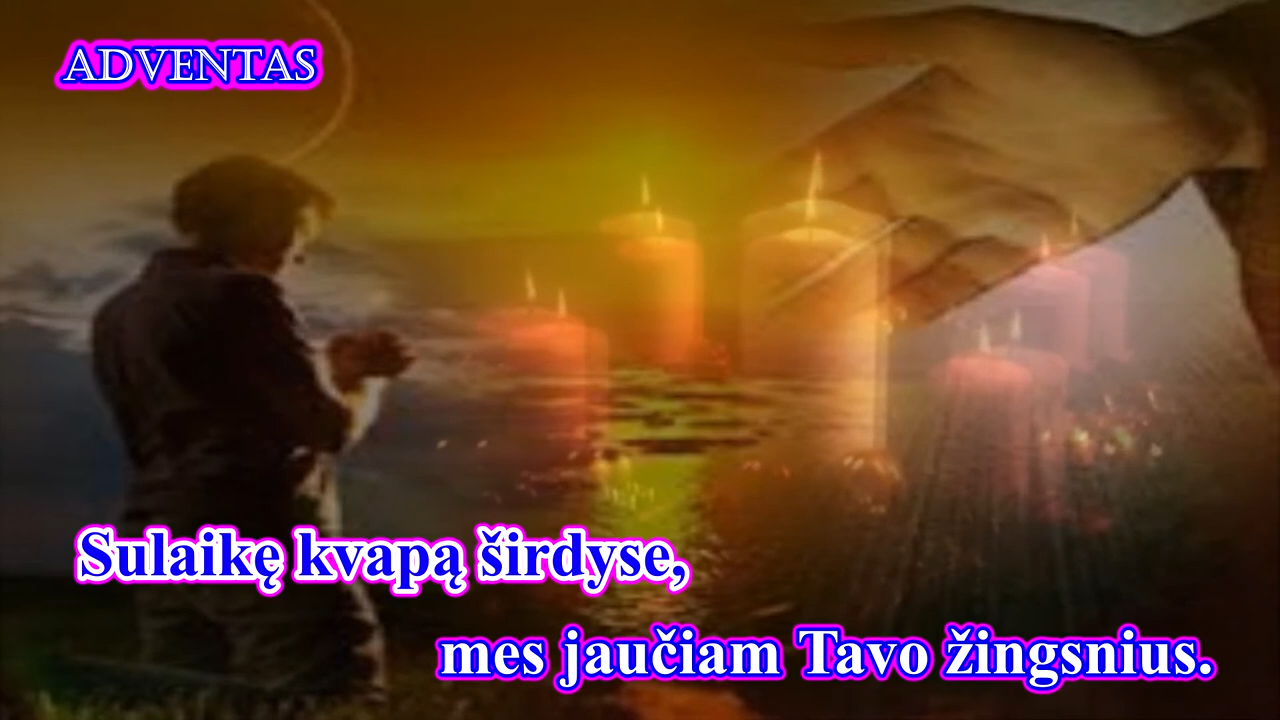 ADVENTAS
Sulaikę kvapą širdyse,
mes jaučiam Tavo žingsnius.